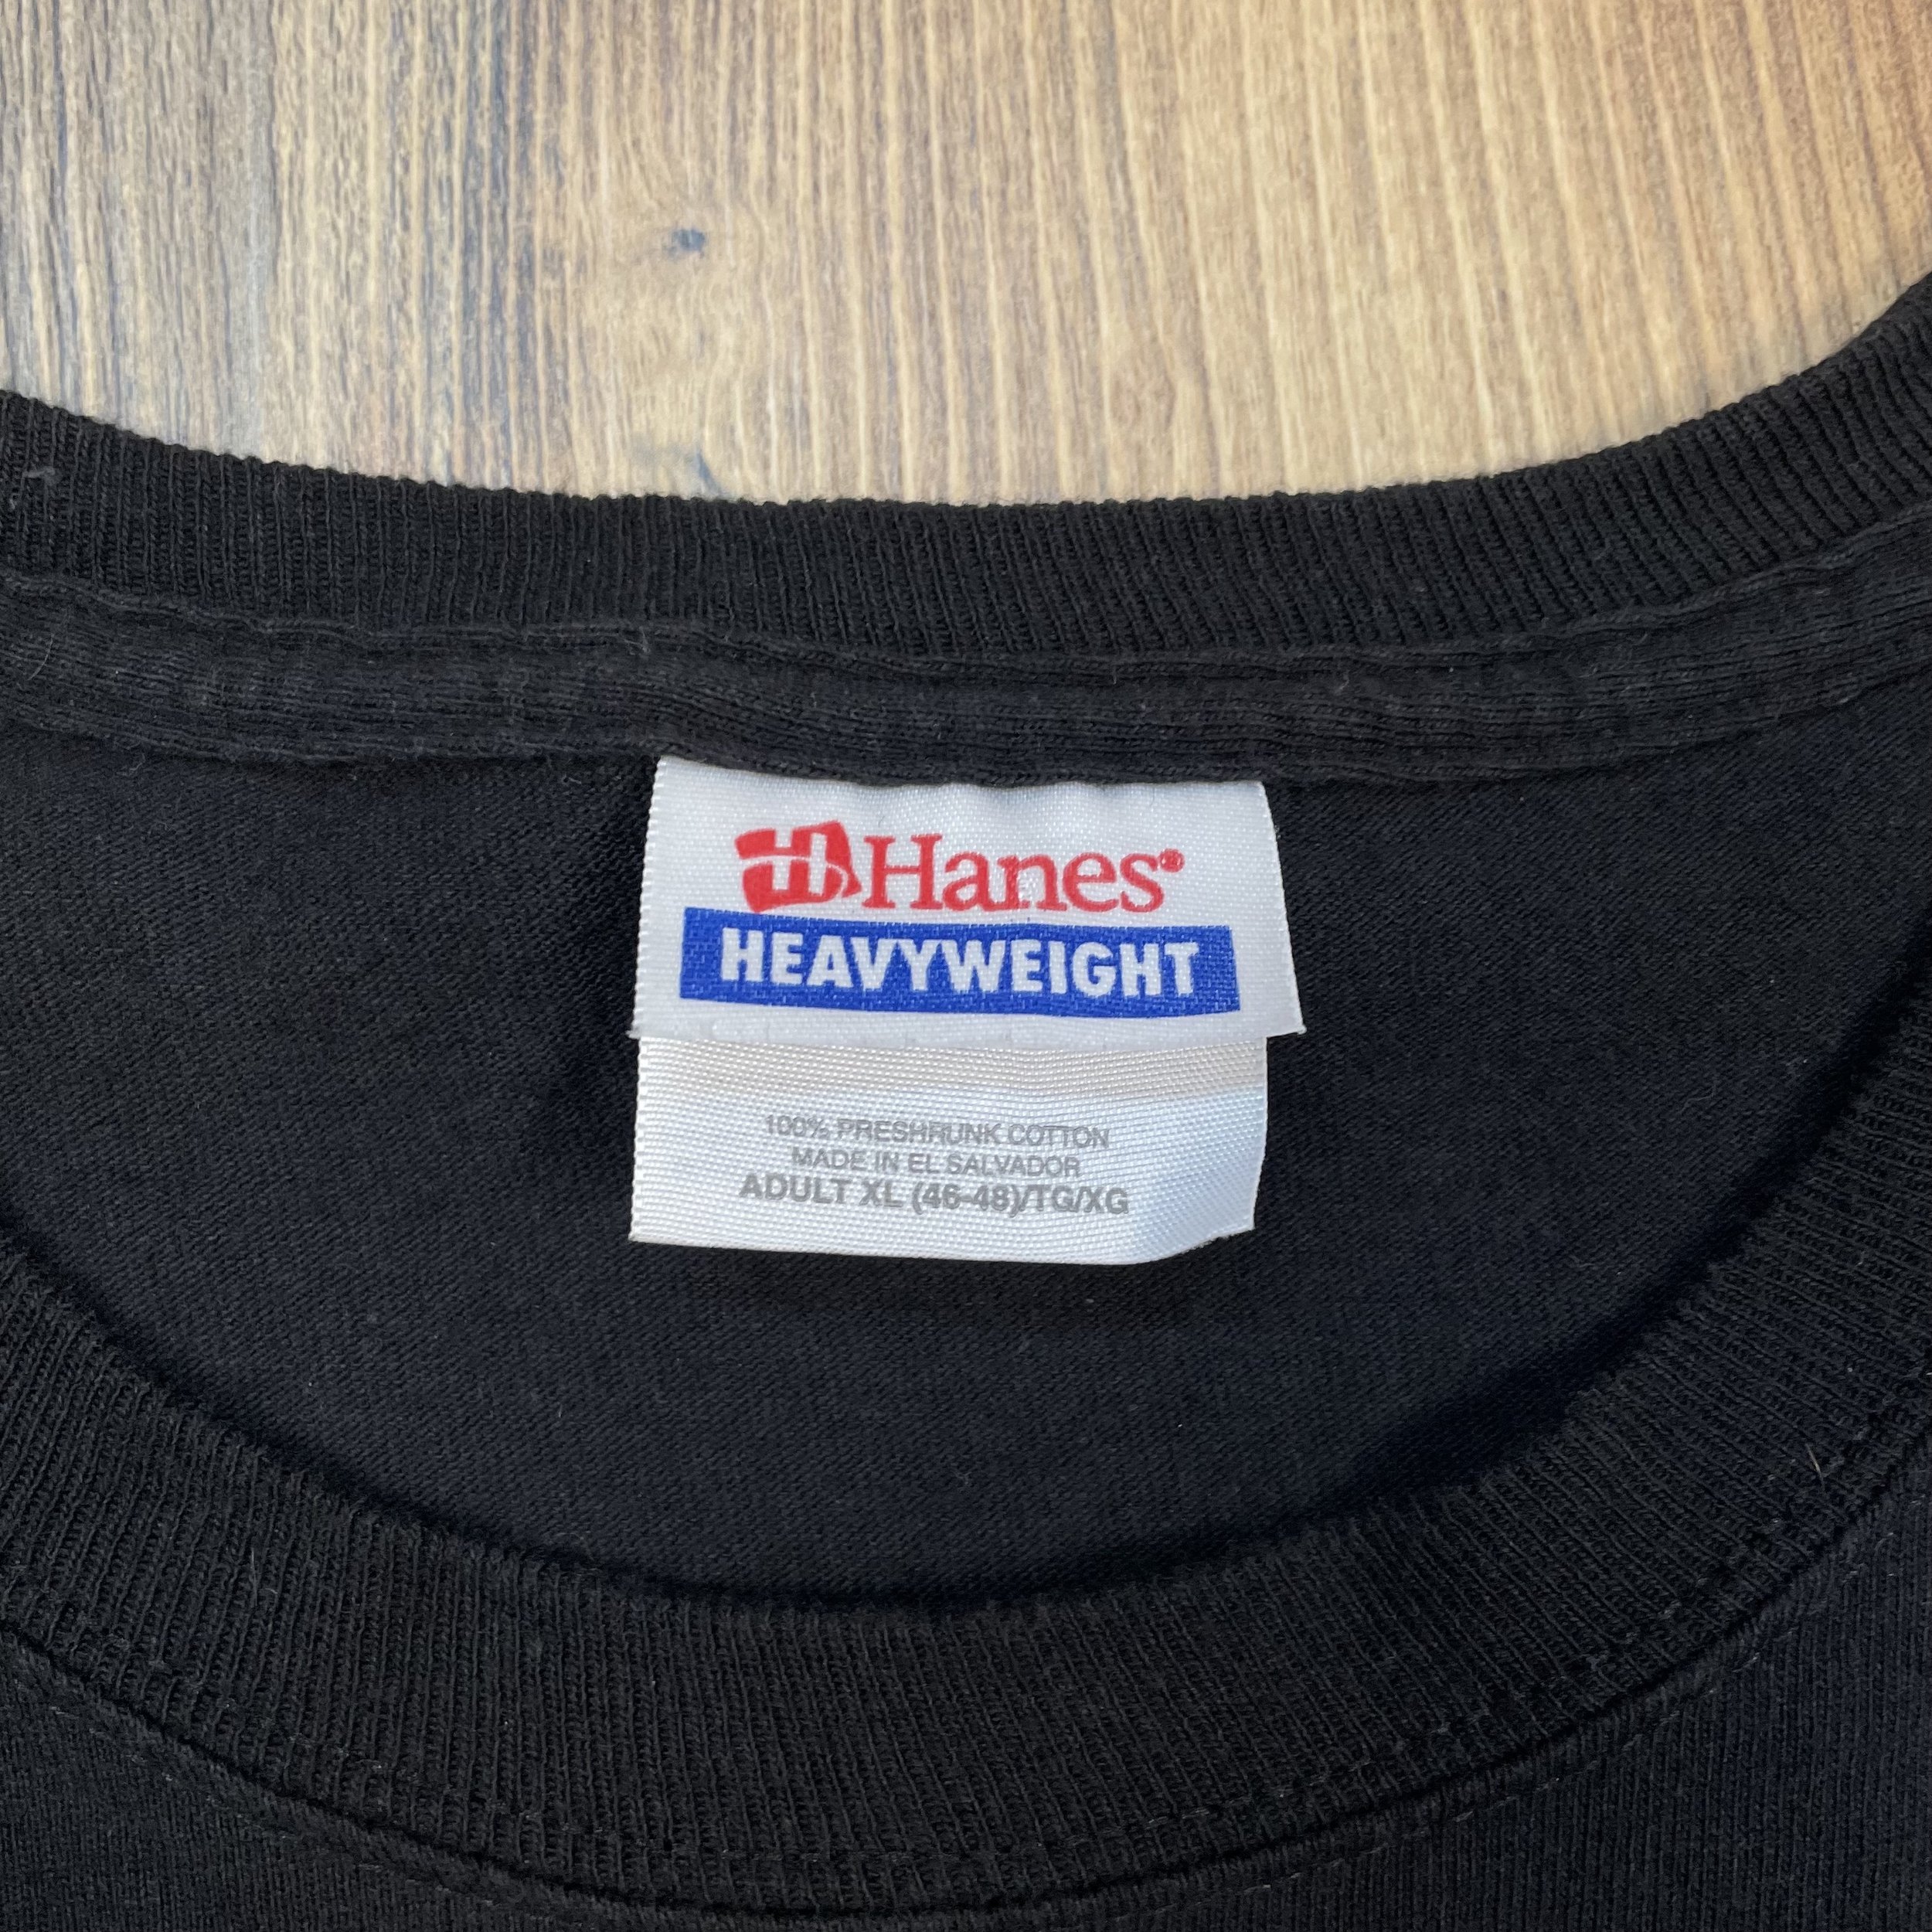 H Hanes®
HEAVYWEIGHT
100% PRESHRUNK COTTON
MADE IN EL SALVADOR
ADULT XL (46-48)/TG/XG